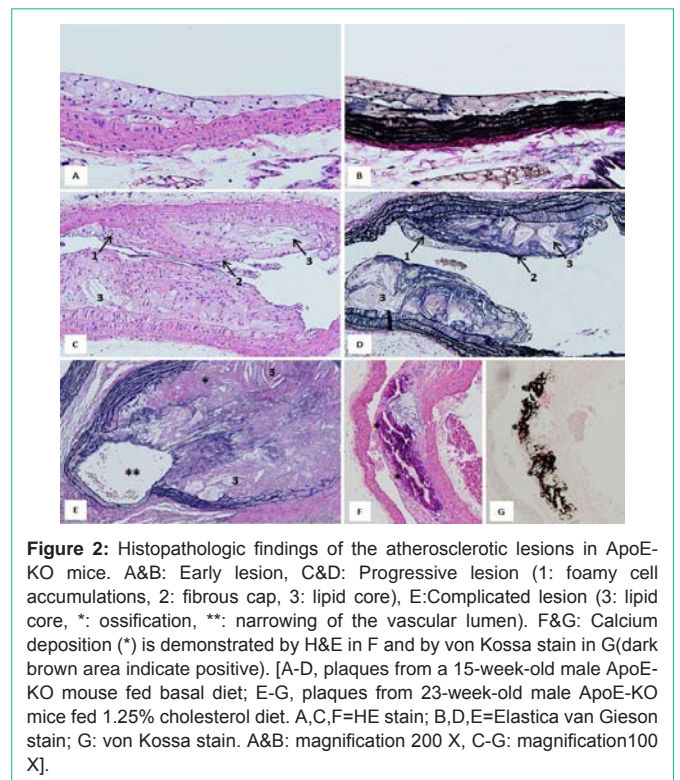 A
B
1
2
3
3
C
1
2
3
3
D
*
3
**
3
E
*
*
F
G
Figure 2: Histopathologic findings of the atherosclerotic lesions in ApoE-
KO mice. A&B: Early lesion, C&D: Progressive lesion (1: foamy cell
accumulations, 2: fibrous cap, 3: lipid core), E:Complicated lesion (3: lipid
core, *: ossification, **: narrowing of the vascular lumen). F&G: Calcium
deposition (*) is demonstrated by H&E in F and by von Kossa stain in G(dark
brown area indicate positive). [A-D, plaques from a 15-week-old male ApoE-
KO mouse fed basal diet; E-G, plaques from 23-week-old male ApoE-KO
mice fed 1.25% cholesterol diet. A,C,F=HE stain; B,D,E=Elastica van Gieson
stain; G: von Kossa stain. A&B: magnification 200 X, C-G: magnification100
X].